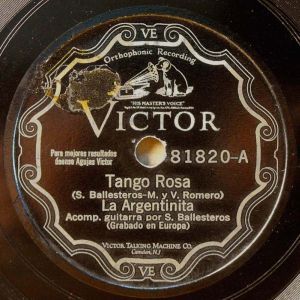 VE
Orthophonic Recording
"HIS MASTER'S VOICE"
VICTOR
Para mejores resultados
úsense Agujas Victor
81820-A
Tango Rosa
(S. Ballesteros-M. y V. Romero)
La Argentinita
Acomp. guitarra por S. Ballesteros
(Grabado en Europa)
VICTOR TALKING MACHINE CO.
Camden, N.J.
VE